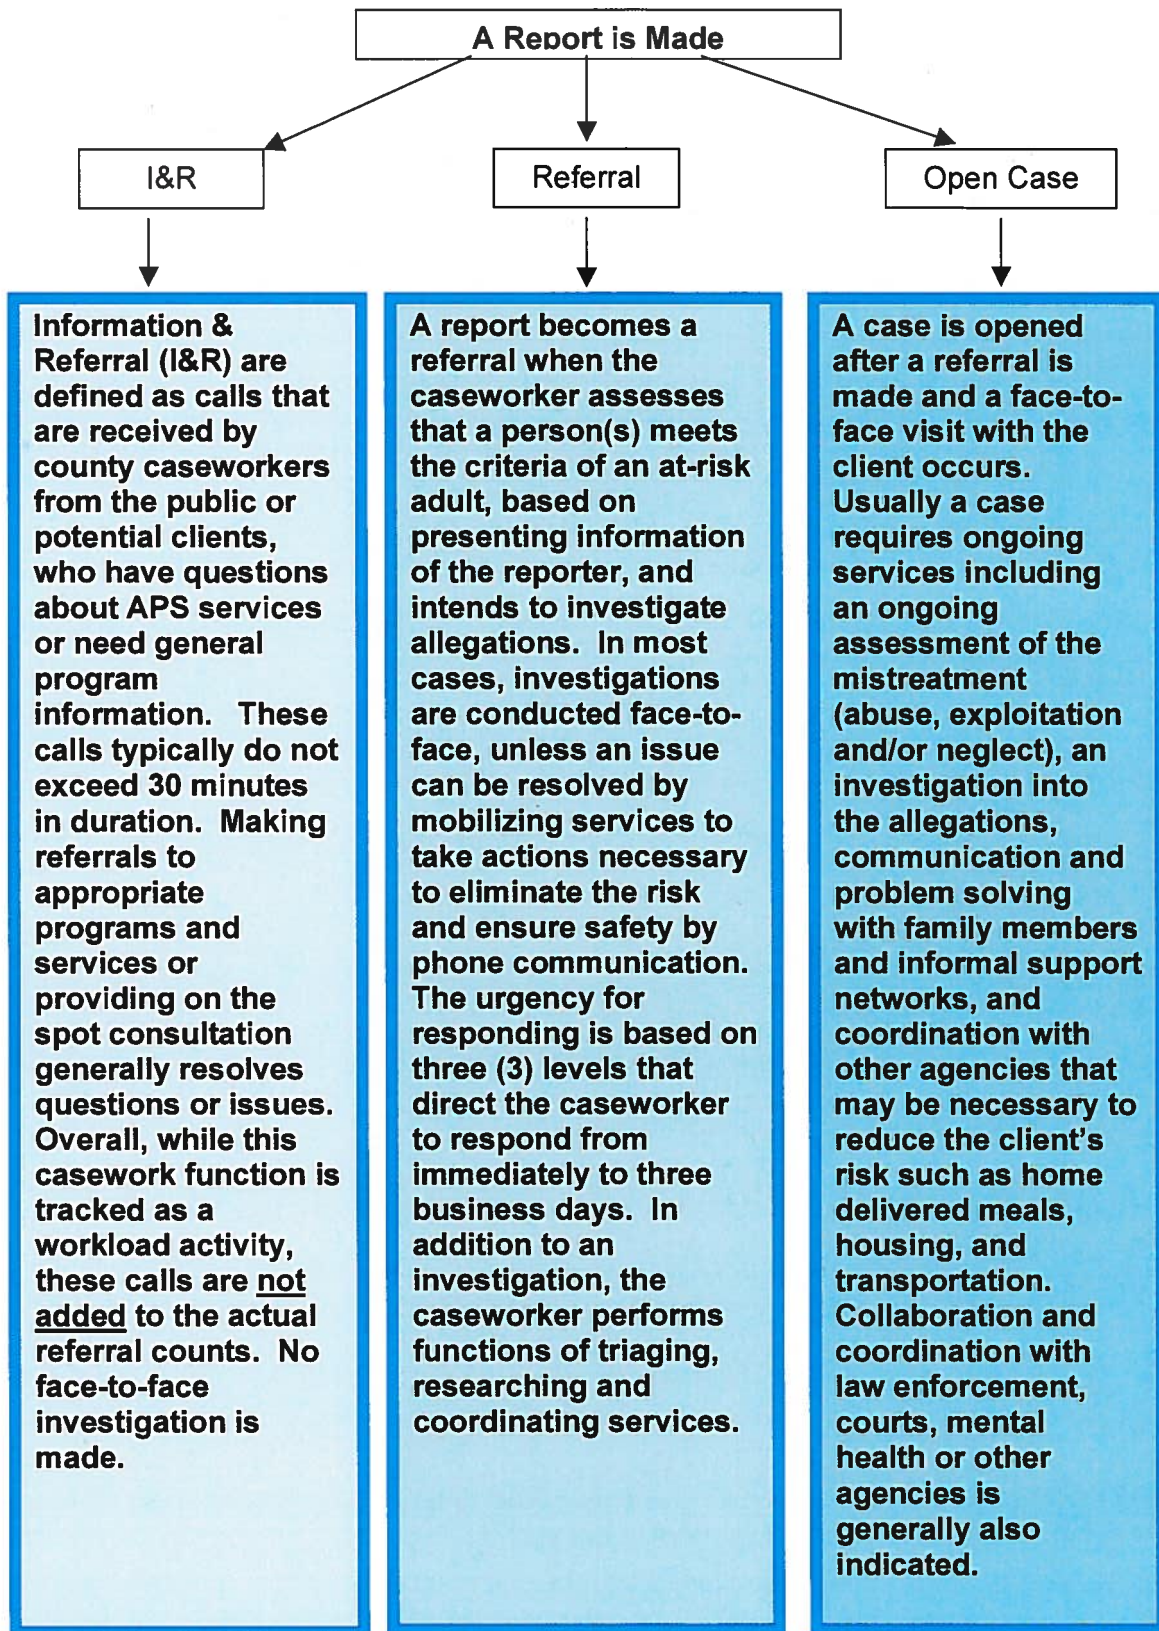 A Report is Made
I&R
Referral
Open Case
Information &
Referral (I&R) are
defined as calls that
are received by
county caseworkers
from the public or
potential clients,
who have questions
about APS services
or need general
program
information. These
calls typically do not
exceed 30 minutes
in duration. Making
referrals to
appropriate
programs and
services or
providing on the
spot consultation
generally resolves
questions or issues.
Overall, while this
casework function is
tracked as a
workload activity,
these calls are not
added to the actual
referral counts. No
face-to-face
investigation is
made.
A report becomes a
referral when the
caseworker assesses
that a person(s) meets
the criteria of an at-risk
adult, based on
presenting information
of the reporter, and
intends to investigate
allegations. In most
cases, investigations
are conducted face-to-
face, unless an issue
can be resolved by
mobilizing services to
take actions necessary
to eliminate the risk
and ensure safety by
phone communication.
The urgency for
responding is based on
three (3) levels that
direct the caseworker
to respond from
immediately to three
business days. In
addition to an
investigation, the
caseworker performs
functions of triaging,
researching and
coordinating services.
A case is opened
after a referral is
made and a face-to-
face visit with the
client occurs.
Usually a case
requires ongoing
services including
an ongoing
assessment of the
mistreatment
(abuse, exploitation
and/or neglect), an
investigation into
the allegations,
communication and
problem solving
with family members
and informal support
networks, and
coordination with
other agencies that
may be necessary to
reduce the client's
risk such as home
delivered meals,
housing, and
transportation.
Collaboration and
coordination with
law enforcement,
courts, mental
health or other
agencies is
generally also
indicated.